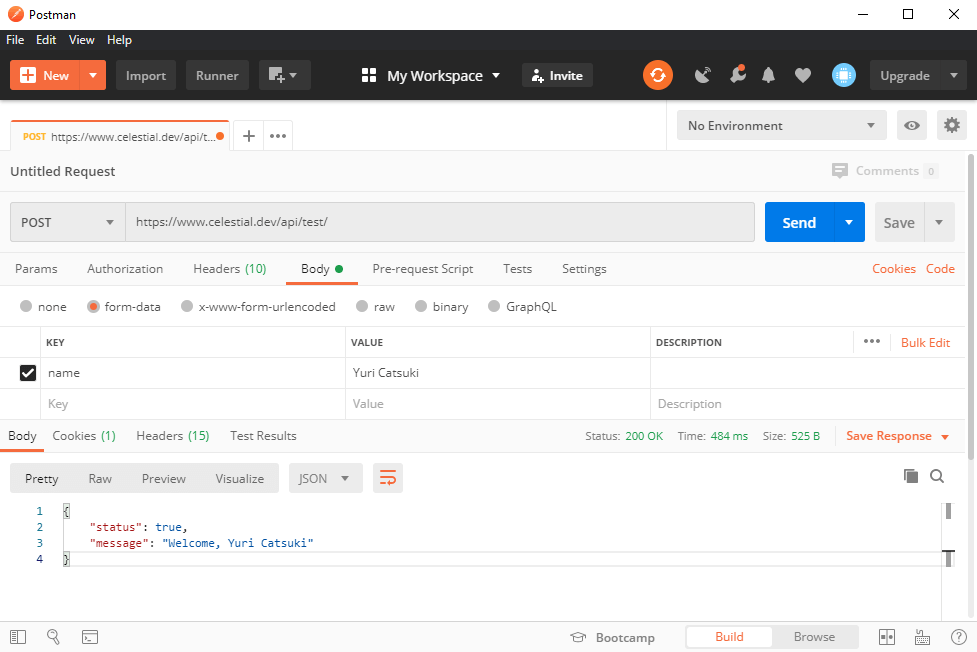 Postman
File Edit View Help
New Import Runner My Workspace Invite Upgrade
POST https://www.celestial.dev/api/t... No Environment
Untitled Request Comments 0
POST https://www.celestial.dev/api/test/ Send Save
Params Authorization Headers (10) Body Pre-request Script Tests Settings Cookies Code
none form-data x-www-form-urlencoded raw binary GraphQL
KEY VALUE DESCRIPTION ••• Bulk Edit
name Yuri Catsuki
Key Value Description
Body Cookies (1) Headers (15) Test Results Status: 200 OK Time: 484 ms Size: 525 B Save Response
Pretty Raw Preview Visualize JSON
1 {
2 "status": true,
3 "message": "Welcome, Yuri Catsuki"
4 }
Bootcamp Build Browse